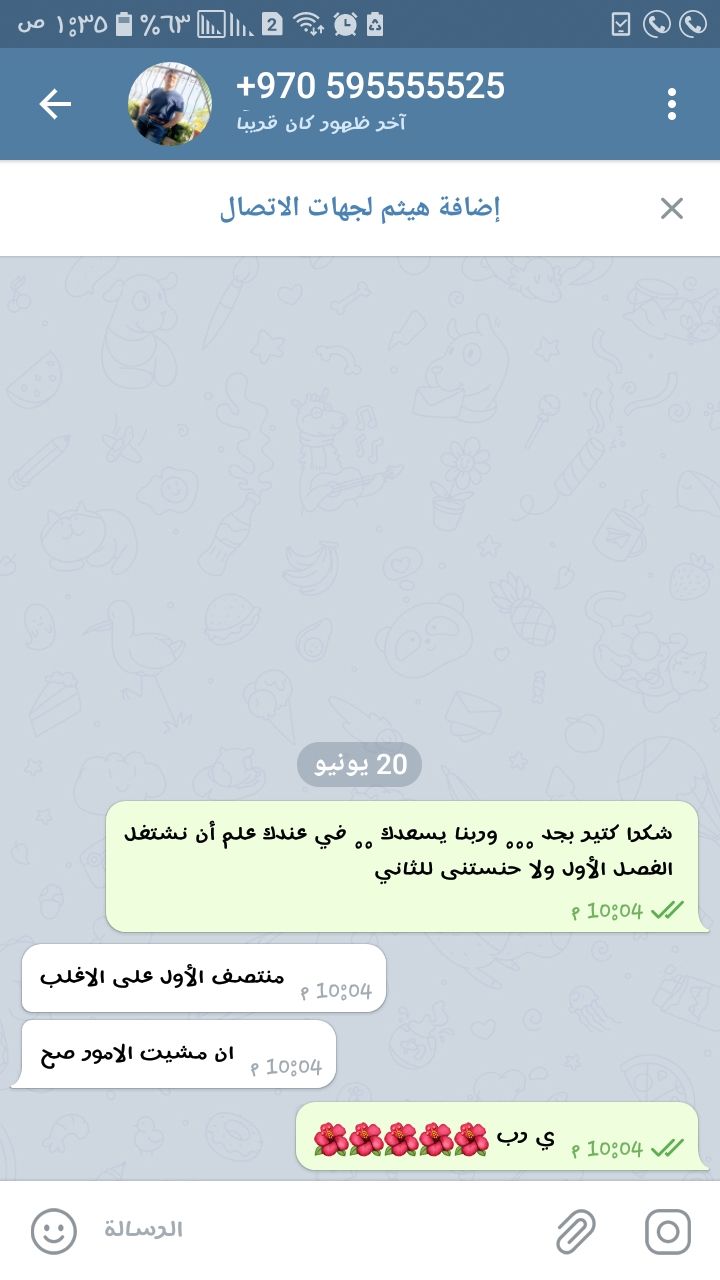 ١:٣٥ ص ٦٣% 2
+970 595555525
آخر ظهور كان قريبا
إضافة هيثم لجهات الاتصال
20 يونيو
شكرا كتير بجد ,,, وربنا يسعدك ,, في عندك علم أن نشتغل
الفصل الأول ولا حنستنى للثاني
10:04 م
منتصف الأول على الاغلب
10:04 م
ان مشيت الامور صح
10:04 م
ي رب 🌺🌺🌺🌺🌺
10:04 م
الرسالة